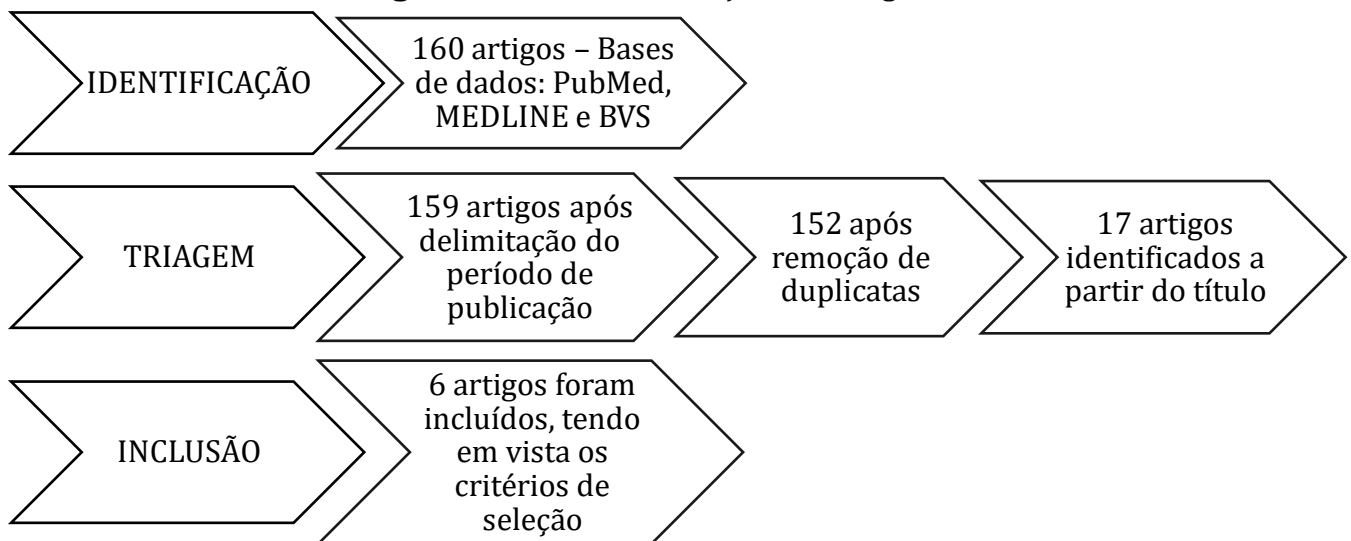 IDENTIFICAÇÃO
160 artigos – Bases
de dados: PubMed,
MEDLINE e BVS
TRIAGEM
159 artigos após
delimitação do
período de
publicação
152 após
remoção de
duplicatas
17 artigos
identificados a
partir do título
INCLUSÃO
6 artigos foram
incluídos, tendo
em vista os
critérios de
seleção